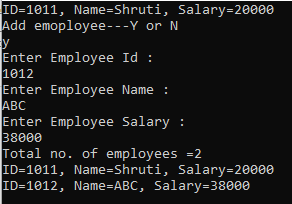 ID=1011, Name=Shruti, Salary=20000
Add emoployee---Y or N
y
Enter Employee Id :
1012
Enter Employee Name :
ABC
Enter Employee Salary :
38000
Total no. of employees =2
ID=1011, Name=Shruti, Salary=20000
ID=1012, Name=ABC, Salary=38000